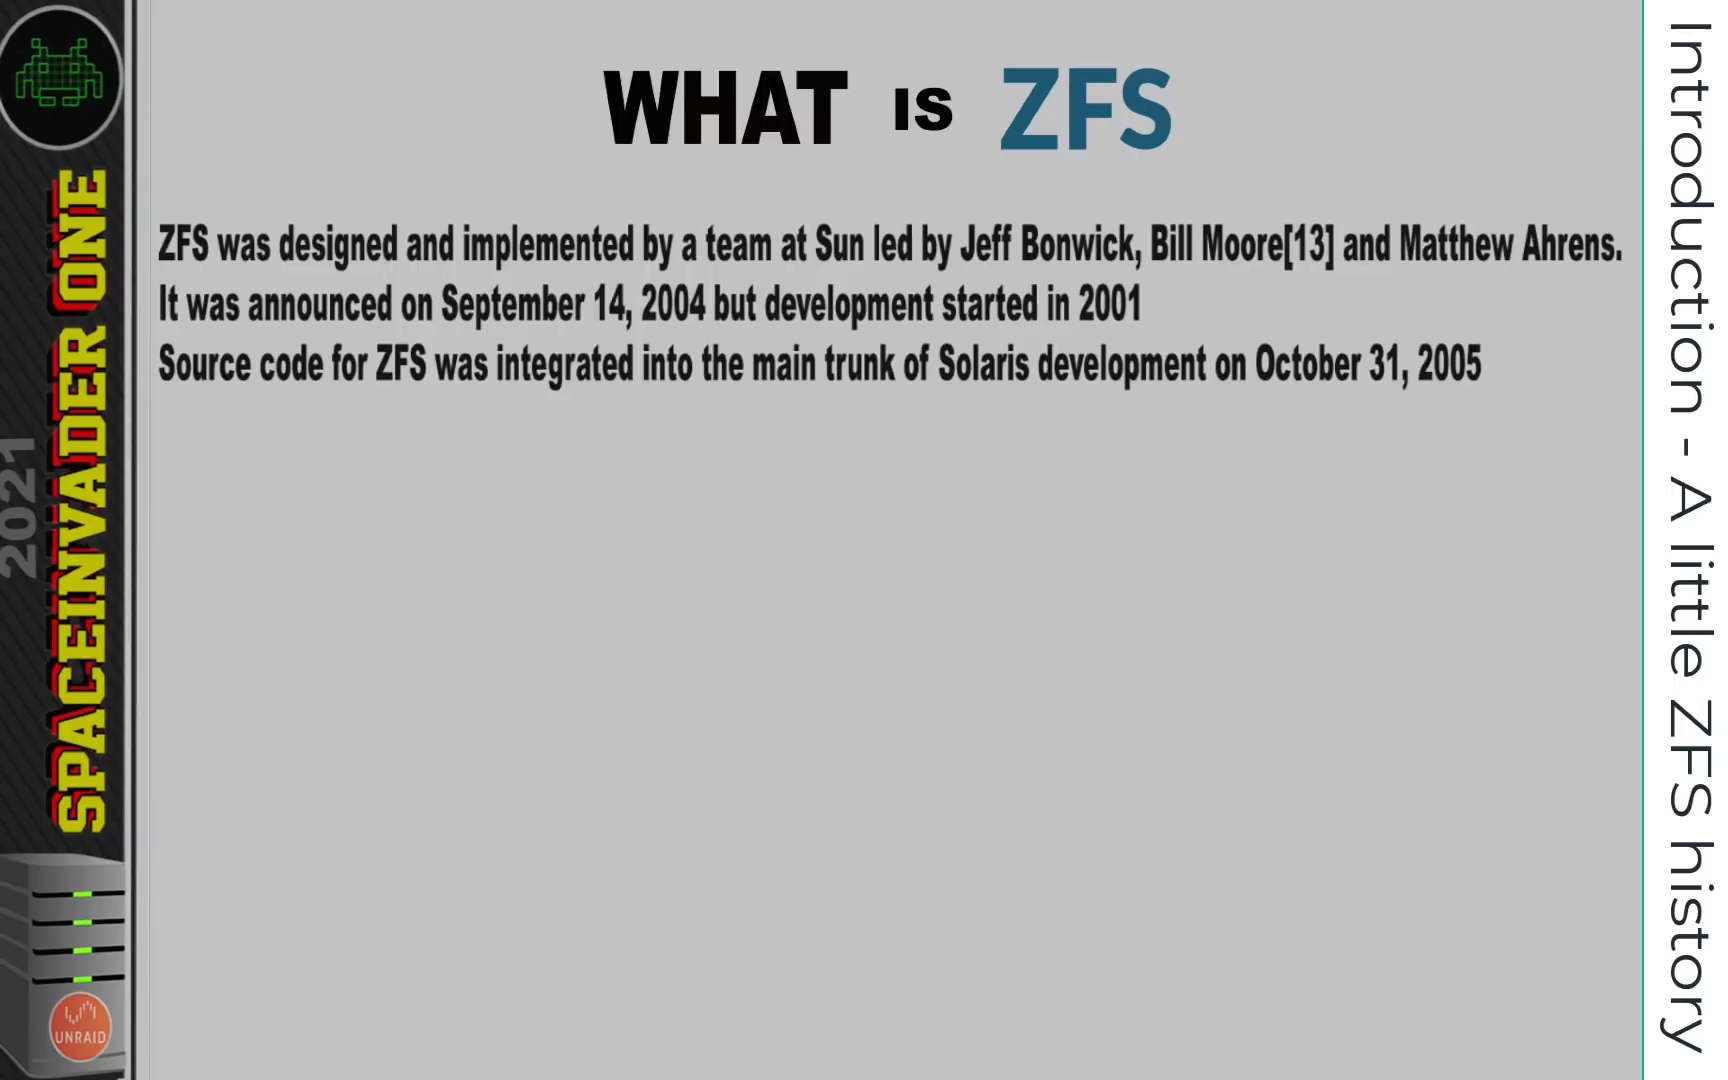 WHAT IS ZFS
ZFS was designed and implemented by a team at Sun led by Jeff Bonwick, Bill Moore[13] and Matthew Ahrens.
It was announced on September 14, 2004 but development started in 2001
Source code for ZFS was integrated into the main trunk of Solaris development on October 31, 2005
2021
SPACEINVADER ONE
UNRAID
Introduction - A little ZFS history